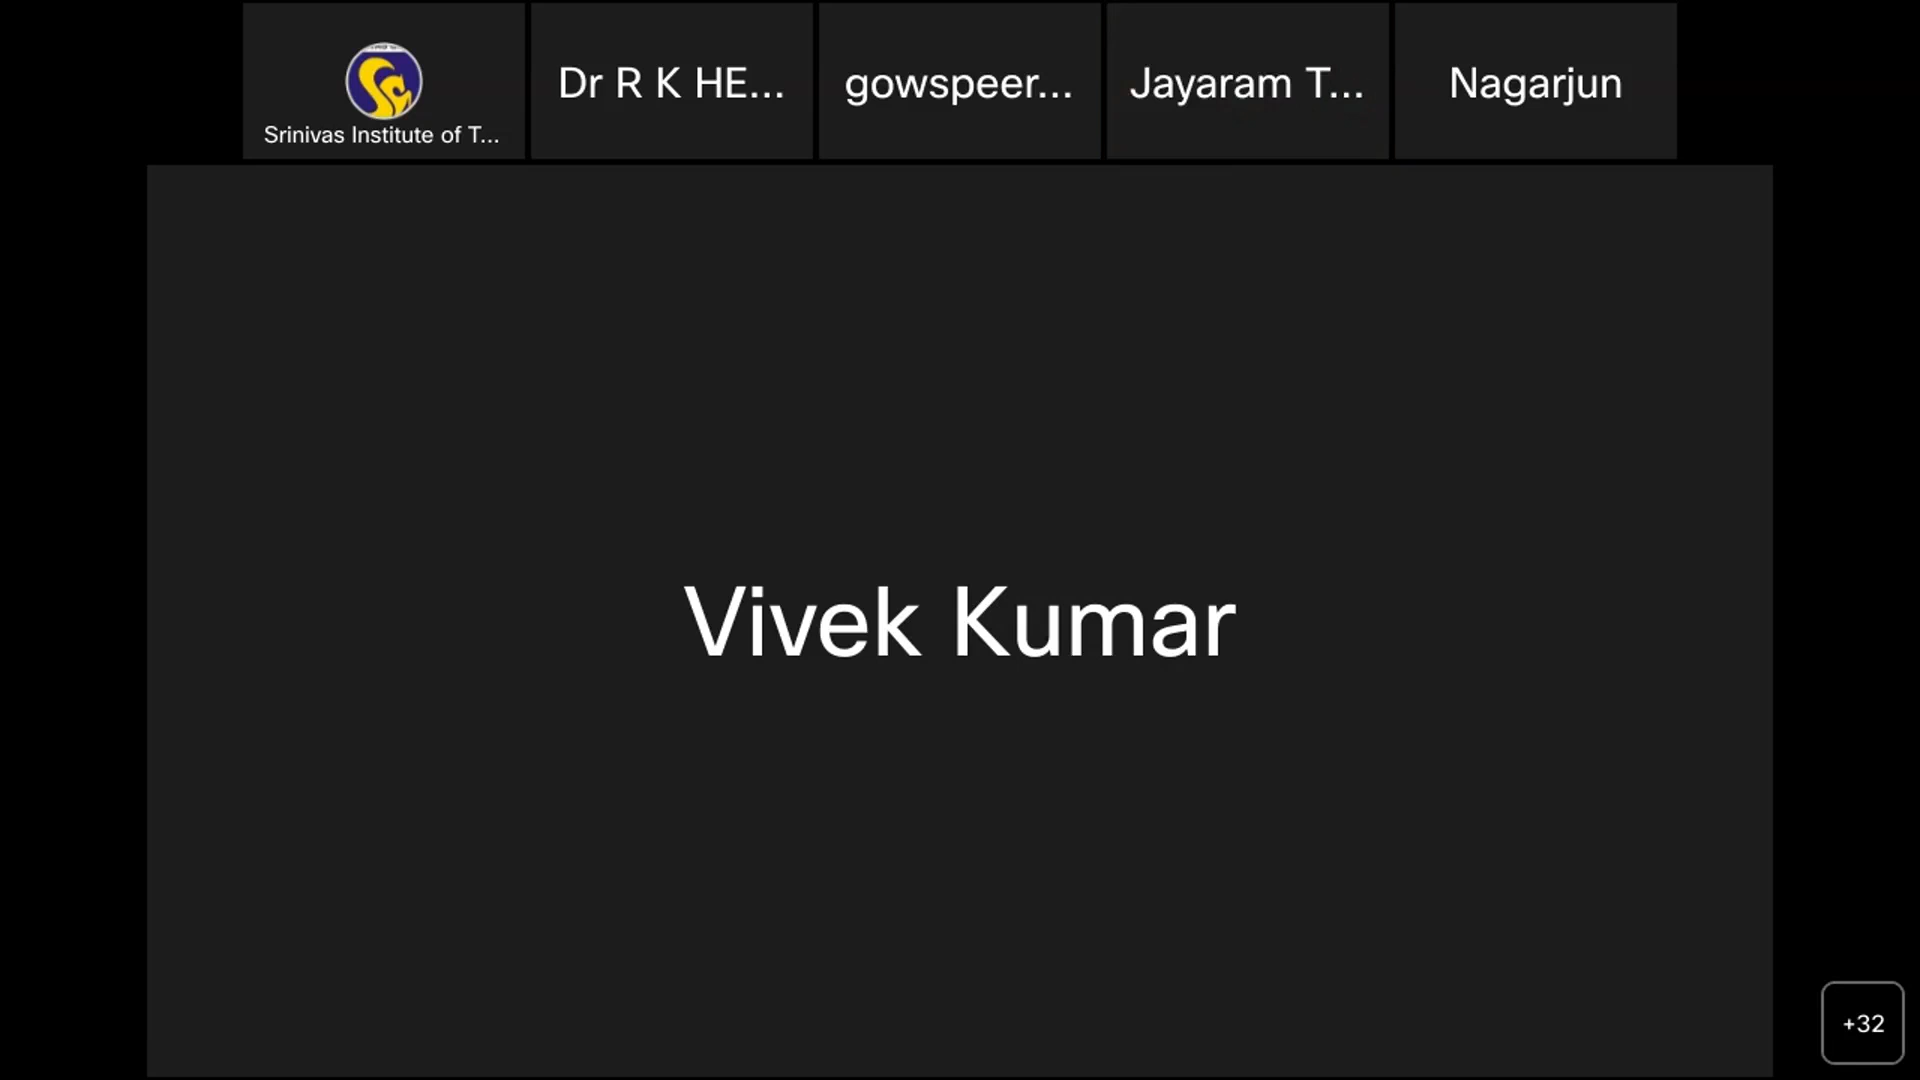 Srinivas Institute of T...
Dr R K HE...
gowspeer...
Jayaram T...
Nagarjun
Vivek Kumar
+32